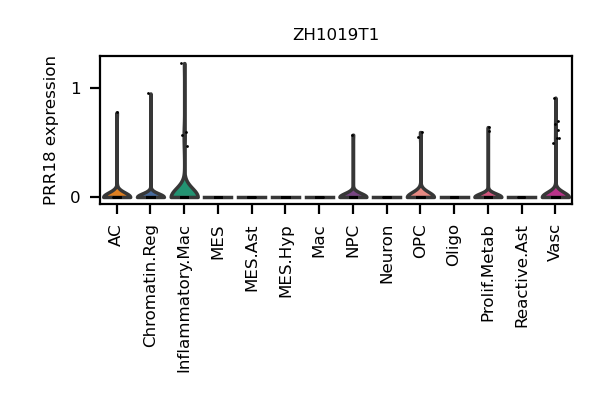 ZH1019T1
PRR18 expression
1
0
AC
Chromatin.Reg
Inflammatory.Mac
MES
MES.Ast
MES.Hyp
Mac
NPC
Neuron
OPC
Oligo
Prolif.Metab
Reactive.Ast
Vasc